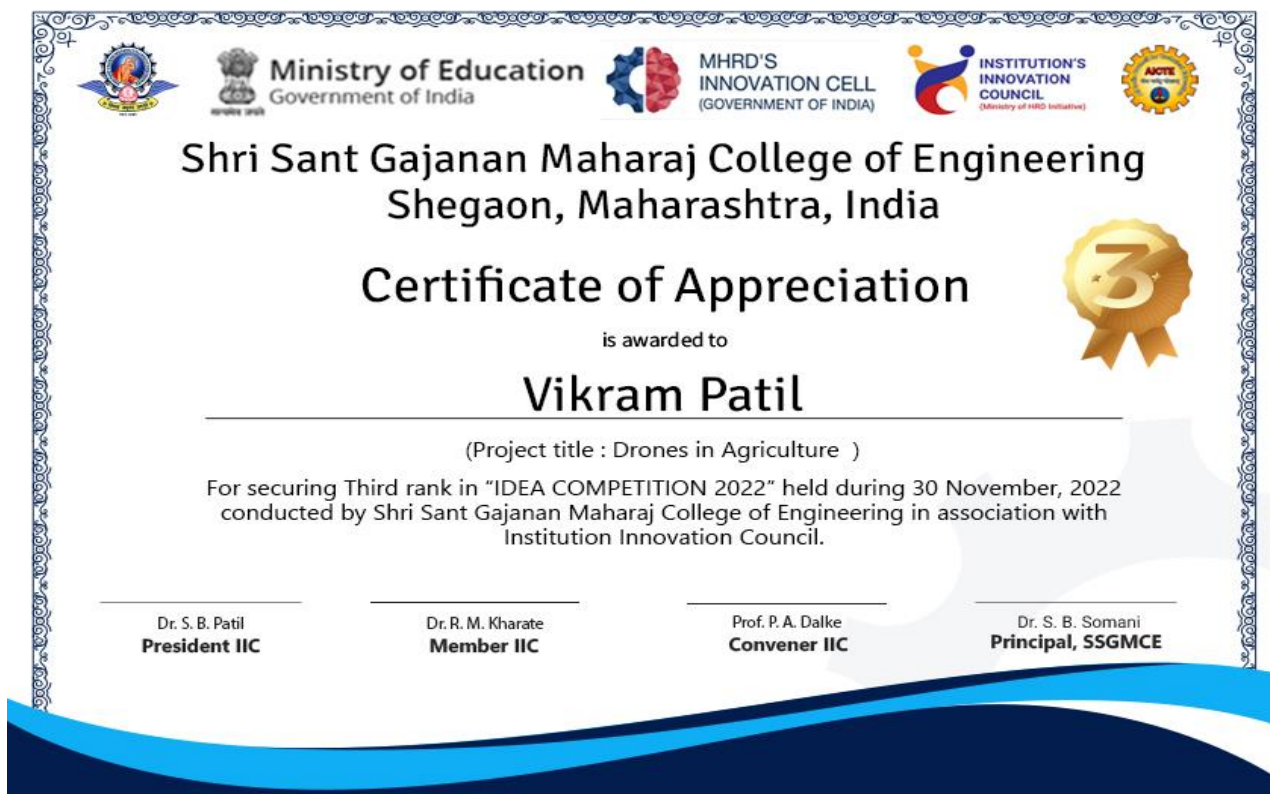 Ministry of Education
Government of India
MHRD'S
INNOVATION CELL
(GOVERNMENT OF INDIA)
INSTITUTION'S
INNOVATION
COUNCIL
(Ministry of HRD Initiative)
AICTE
Shri Sant Gajanan Maharaj College of Engineering
Shegaon, Maharashtra, India
3
Certificate of Appreciation
is awarded to
Vikram Patil
(Project title : Drones in Agriculture )
For securing Third rank in “IDEA COMPETITION 2022” held during 30 November, 2022
conducted by Shri Sant Gajanan Maharaj College of Engineering in association with
Institution Innovation Council.
Dr. S. B. Patil
President IIC
Dr. R. M. Kharate
Member IIC
Prof. P. A. Dalke
Convener IIC
Dr. S. B. Somani
Principal, SSGMCE